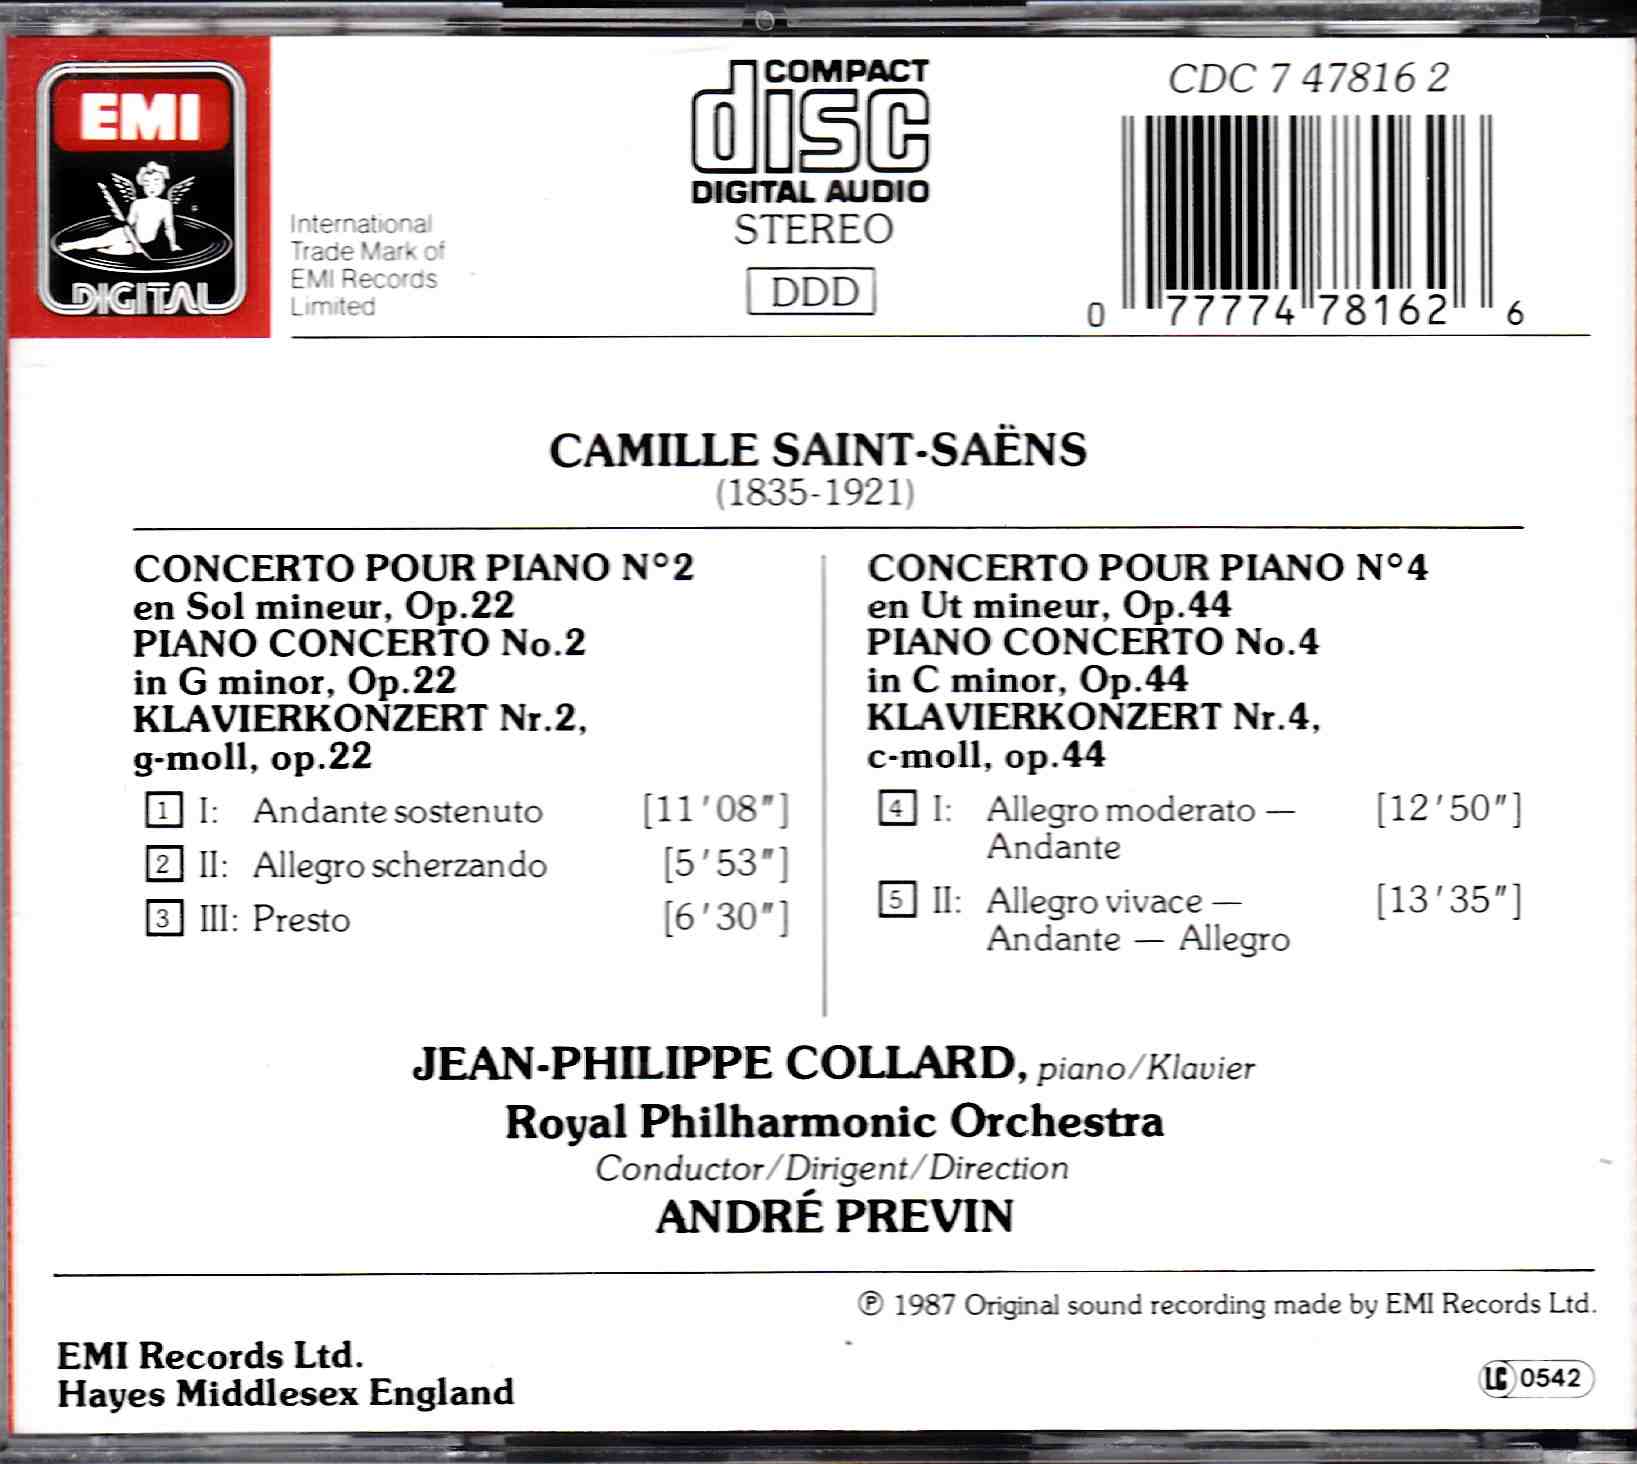 EMI
DIGITAL
International
Trade Mark of
EMI Records
Limited
COMPACT
disc
DIGITAL AUDIO
STEREO
DDD
CDC 7 47816 2
0 77774 78162 6
CAMILLE SAINT-SAËNS
(1835-1921)
CONCERTO POUR PIANO N°2
en Sol mineur, Op.22
PIANO CONCERTO No.2
in G minor, Op.22
KLAVIERKONZERT Nr.2,
g-moll, op.22
1 I: Andante sostenuto [11'08"]
2 II: Allegro scherzando [5'53"]
3 III: Presto [6'30"]
CONCERTO POUR PIANO N°4
en Ut mineur, Op.44
PIANO CONCERTO No.4
in C minor, Op.44
KLAVIERKONZERT Nr.4,
c-moll, op.44
4 I: Allegro moderato — [12'50"]
Andante
5 II: Allegro vivace — [13'35"]
Andante — Allegro
JEAN-PHILIPPE COLLARD, piano/Klavier
Royal Philharmonic Orchestra
Conductor/Dirigent/Direction
ANDRÉ PREVIN
℗ 1987 Original sound recording made by EMI Records Ltd.
EMI Records Ltd.
Hayes Middlesex England
LC 0542